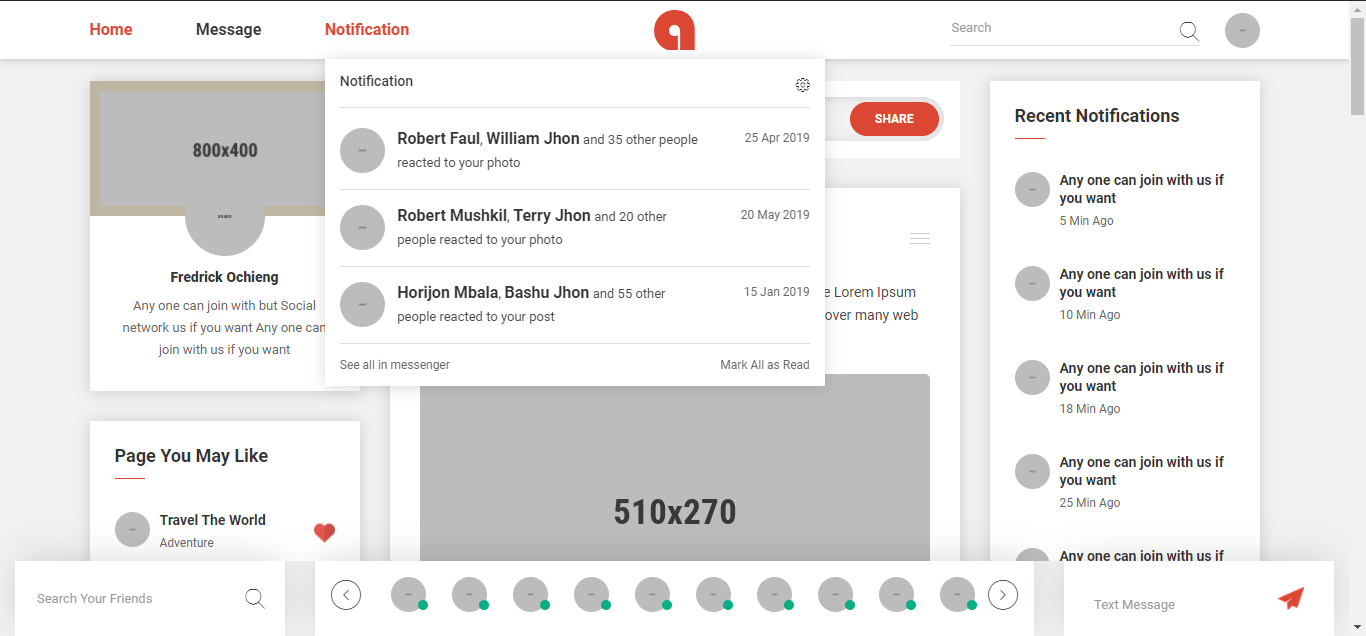 Home
Message
Notification
Search
Notification
Robert Faul, William Jhon and 35 other people
reacted to your photo
25 Apr 2019
Robert Mushkil, Terry Jhon and 20 other
people reacted to your photo
20 May 2019
Horijon Mbala, Bashu Jhon and 55 other
people reacted to your post
15 Jan 2019
See all in messenger
Mark All as Read
800x400
Fredrick Ochieng
Any one can join with but Social
network us if you want Any one can
join with us if you want
Page You May Like
Travel The World
Adventure
SHARE
Lorem Ipsum
over many web
510x270
Recent Notifications
Any one can join with us if
you want
5 Min Ago
Any one can join with us if
you want
10 Min Ago
Any one can join with us if
you want
18 Min Ago
Any one can join with us if
you want
25 Min Ago
Any one can join with us if
Search Your Friends
Text Message